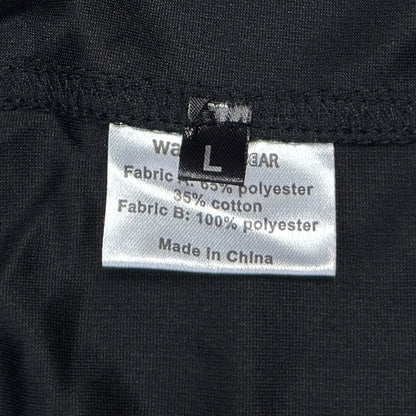 L
Fabric A: 65% polyester
35% cotton
Fabric B: 100% polyester
Made in China